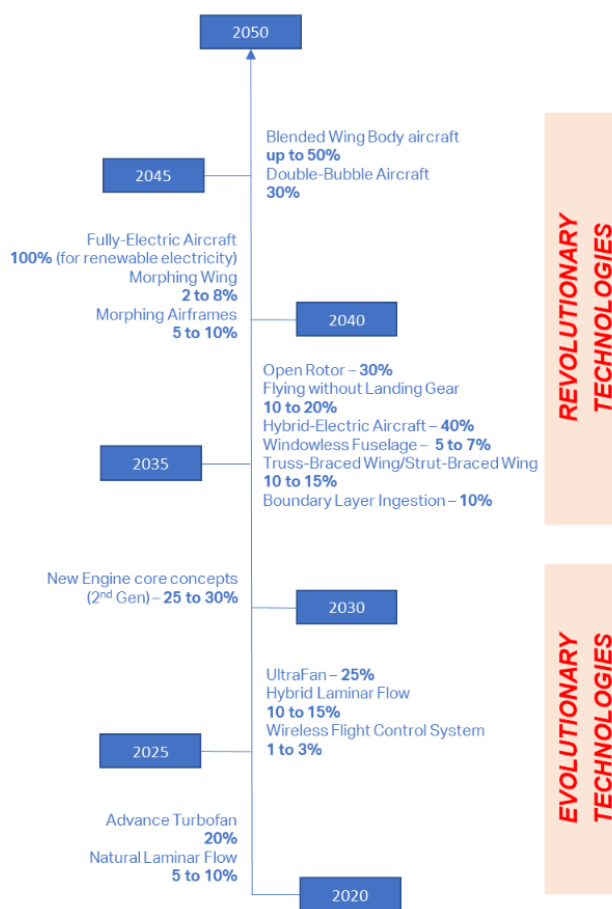 2050
Blended Wing Body aircraft
up to 50%
Double-Bubble Aircraft
30%
2045
Fully-Electric Aircraft
100% (for renewable electricity)
Morphing Wing
2 to 8%
Morphing Airframes
5 to 10%
2040
Open Rotor – 30%
Flying without Landing Gear
10 to 20%
Hybrid-Electric Aircraft – 40%
Windowless Fuselage – 5 to 7%
Truss-Braced Wing/Strut-Braced Wing
10 to 15%
Boundary Layer Ingestion – 10%
2035
REVOLUTIONARY
TECHNOLOGIES
New Engine core concepts
(2nd Gen) – 25 to 30%
2030
UltraFan – 25%
Hybrid Laminar Flow
10 to 15%
Wireless Flight Control System
1 to 3%
2025
Advance Turbofan
20%
Natural Laminar Flow
5 to 10%
2020
EVOLUTIONARY
TECHNOLOGIES